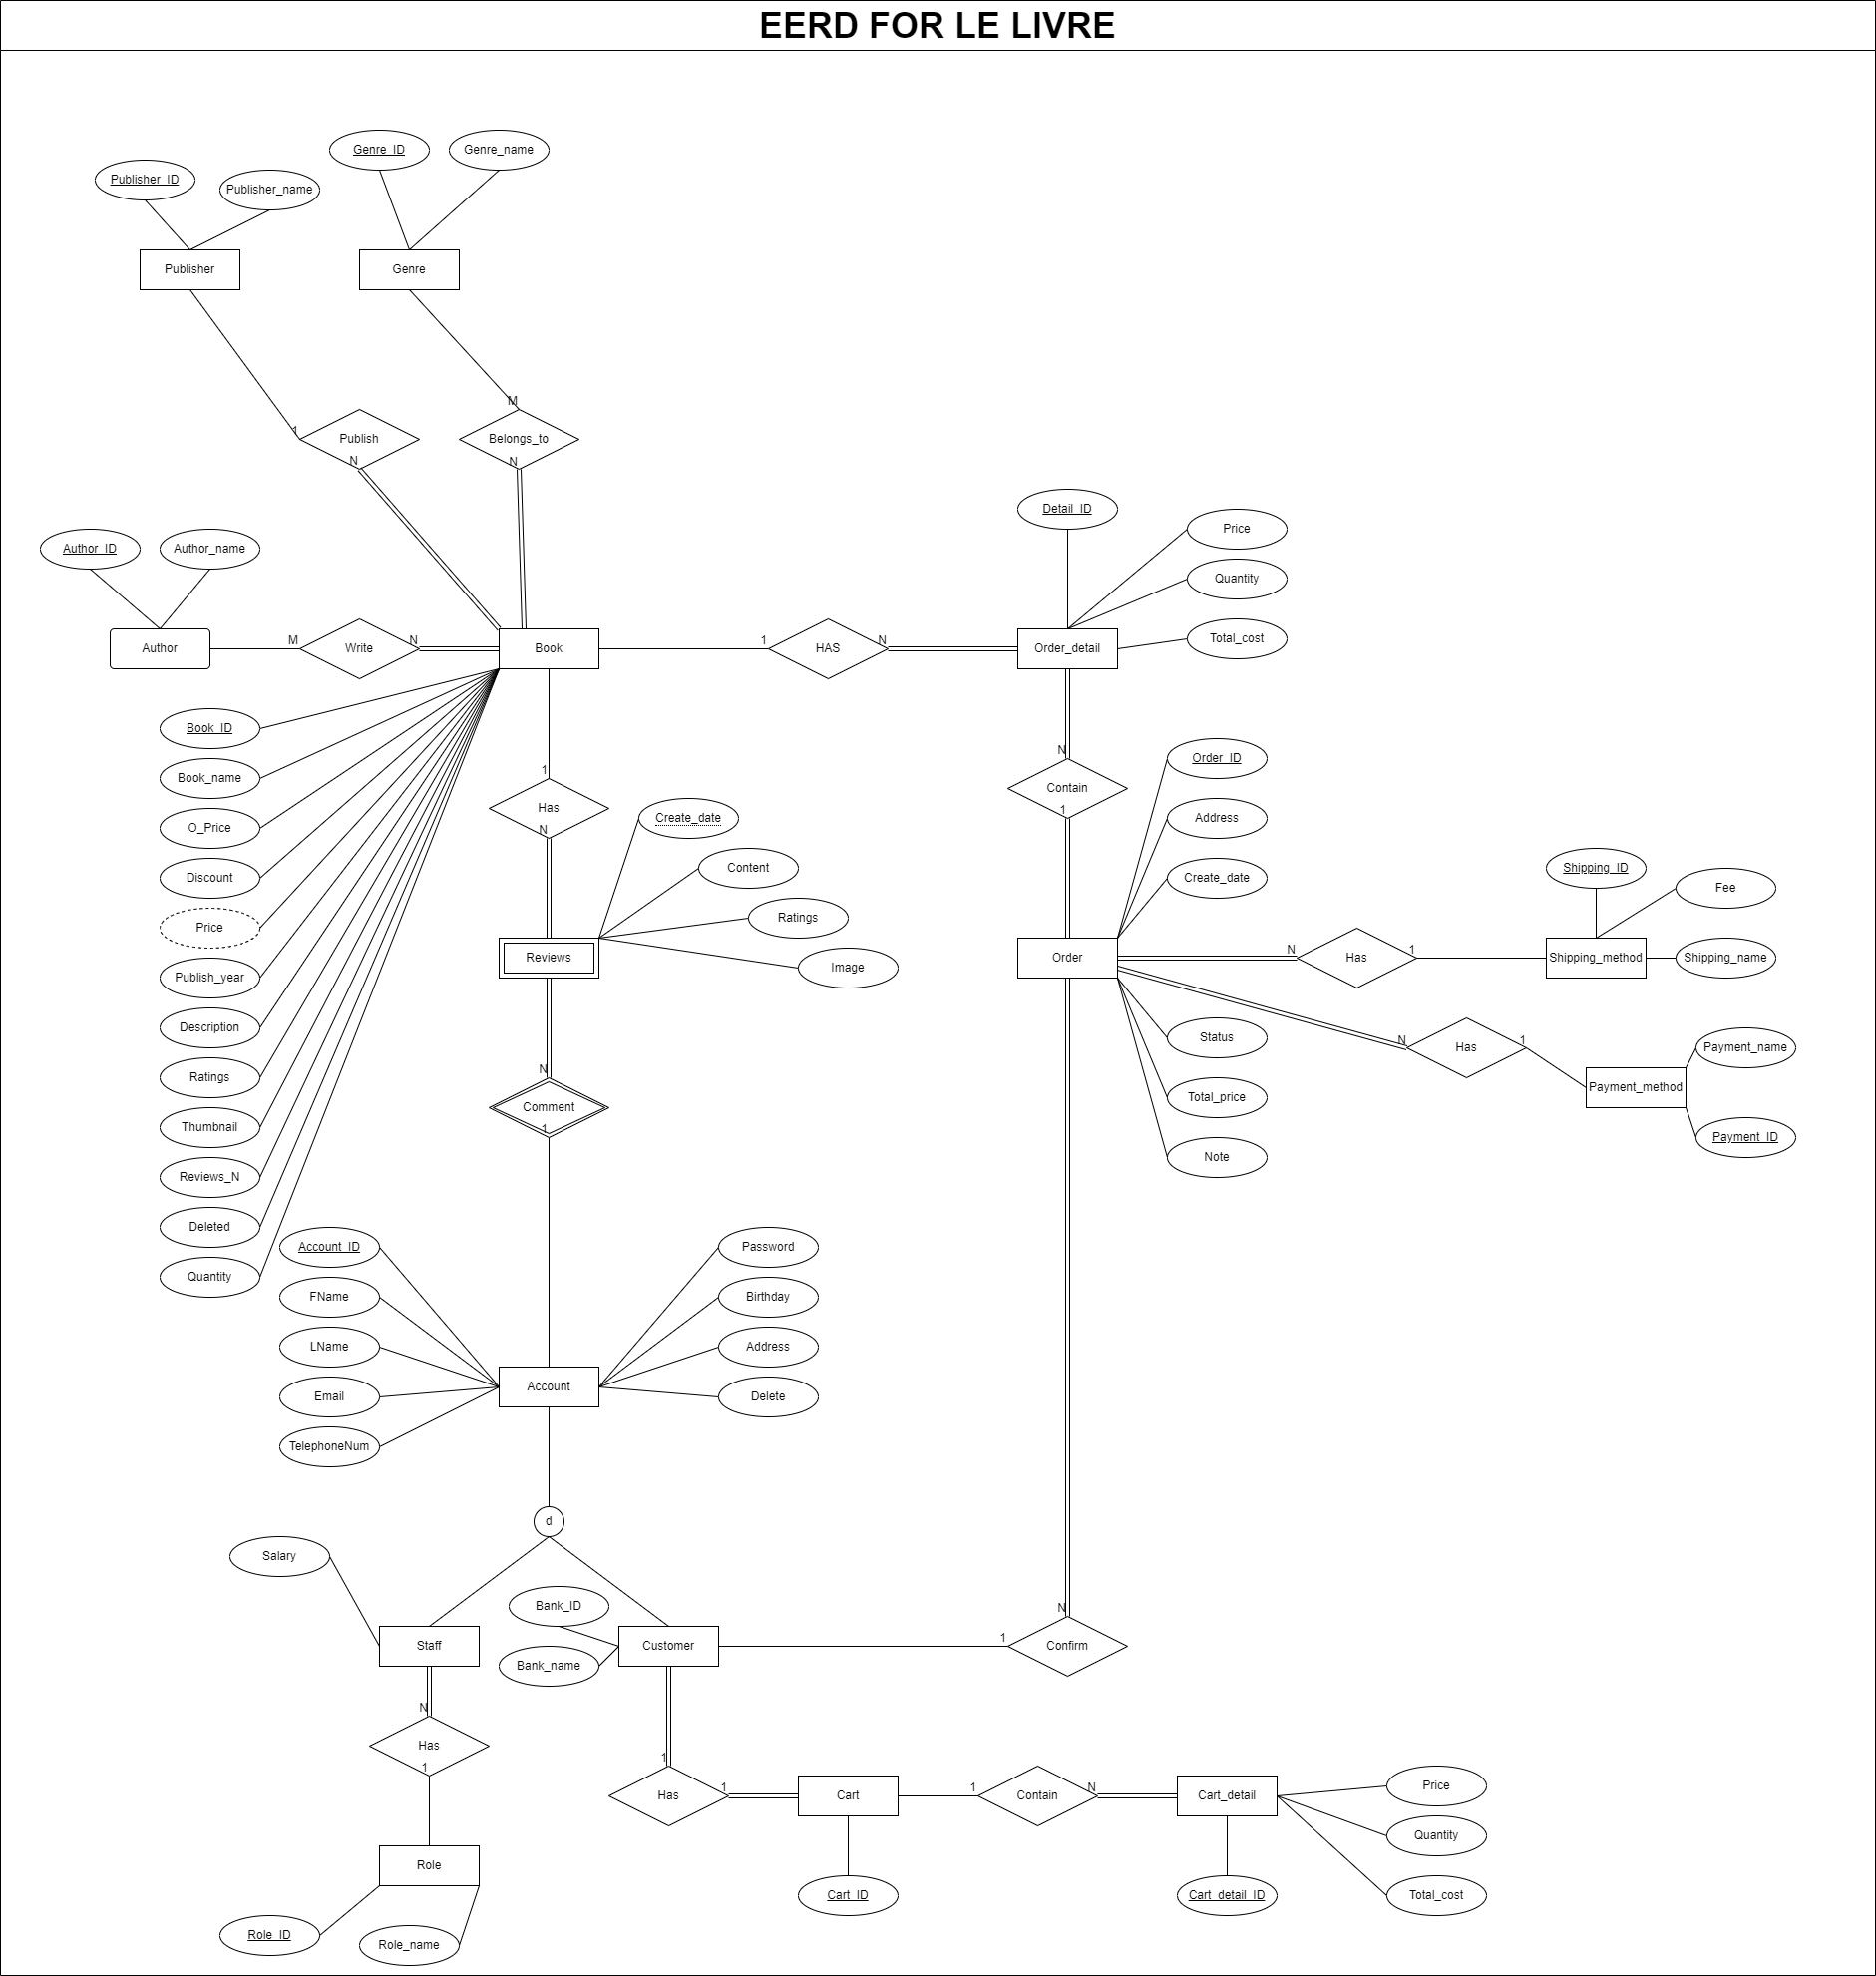 EERD FOR LE LIVRE
Genre_ID
Genre_name
Publisher_ID
Publisher_name
Publisher
Genre
M
1
Publish
Belongs_to
N
N
Detail_ID
Price
Author_ID
Author_name
Quantity
Author
M
Write
N
Book
1
HAS
N
Order_detail
Total_cost
Book_ID
Book_name
O_Price
Discount
Price
Publish_year
Description
Ratings
Thumbnail
Reviews_N
Deleted
Quantity
1
Has
N
Create_date
Content
Ratings
Image
Reviews
N
Comment
1
N
Contain
1
Order_ID
Address
Create_date
Order
N
Has
1
Shipping_ID
Fee
Shipping_method
Shipping_name
N
Has
1
Payment_name
Payment_method
Payment_ID
Status
Total_price
Note
Account_ID
FName
LName
Email
TelephoneNum
Account
Password
Birthday
Address
Delete
d
Salary
Bank_ID
Bank_name
Staff
Customer
1
N
Confirm
N
Has
1
Role
Role_ID
Role_name
1
Has
1
Cart
1
Contain
N
Cart_detail
Price
Quantity
Total_cost
Cart_ID
Cart_detail_ID